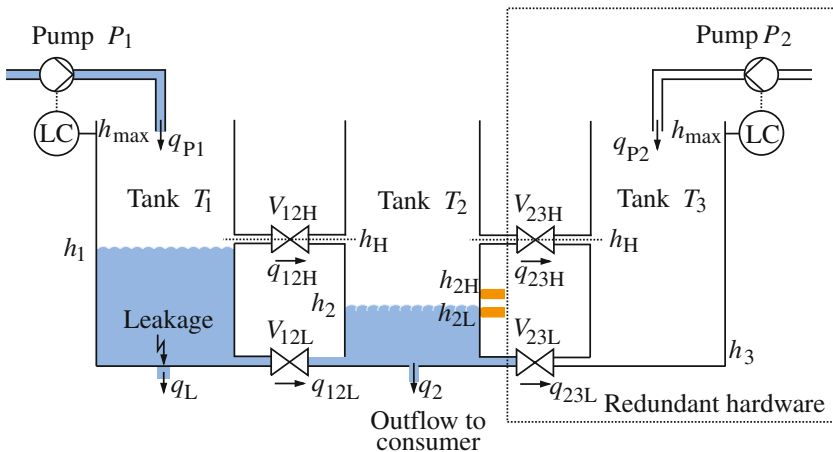 Pump P1
Pump P2
LC
hmax
qP1
qP2
hmax
LC
Tank T1
V12H
Tank T2
V23H
Tank T3
h1
hH
hH
q12H
q23H
h2H
h2
h2L
Leakage
V12L
V23L
h3
qL
q12L
q2
q23L
Outflow to
consumer
Redundant hardware